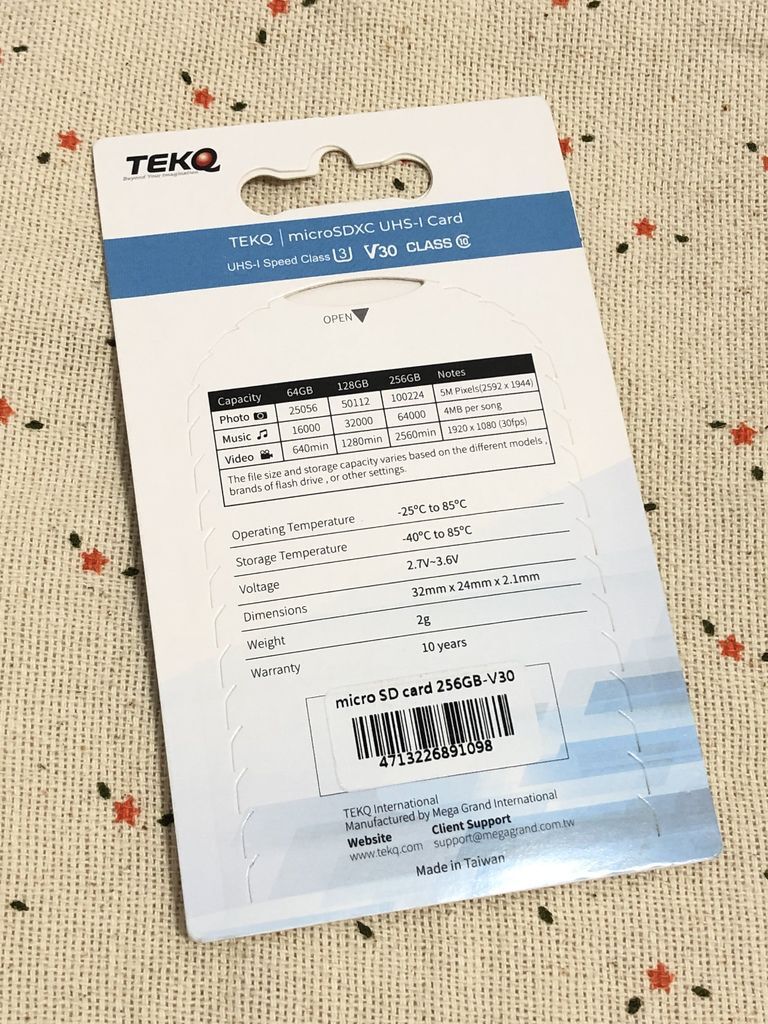 TEKQ
Beyond Your Imagination
TEKQ | microSDXC UHS-I Card
UHS-I Speed Class 3 V30 CLASS 10
OPEN
Capacity 64GB 128GB 256GB Notes
Photo 25056 50112 100224 5M Pixels(2592 x 1944)
Music 16000 32000 64000 4MB per song
Video 640min 1280min 2560min 1920 x 1080 (30fps)
The file size and storage capacity varies based on the different models ,
brands of flash drive , or other settings.
Operating Temperature -25°C to 85°C
Storage Temperature -40°C to 85°C
Voltage 2.7V~3.6V
Dimensions 32mm x 24mm x 2.1mm
Weight 2g
Warranty 10 years
micro SD card 256GB-V30
4713226891098
TEKQ International
Manufactured by Mega Grand International
Website Client Support
www.tekq.com support@megagrand.com.tw
Made in Taiwan